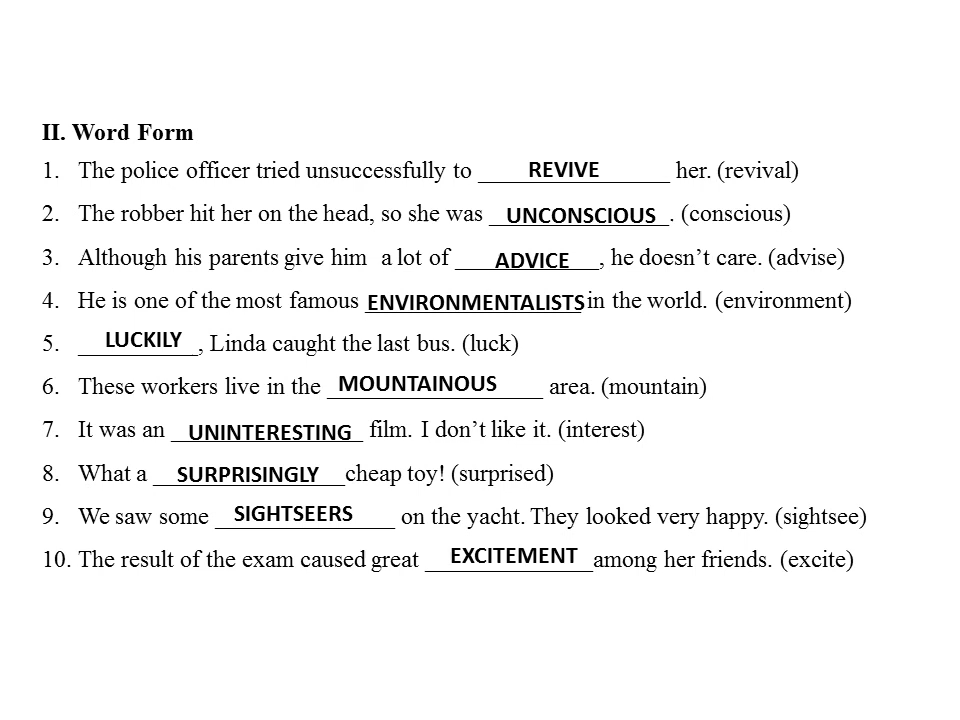 II. Word Form
1. The police officer tried unsuccessfully to REVIVE her. (revival)
2. The robber hit her on the head, so she was UNCONSCIOUS. (conscious)
3. Although his parents give him a lot of ADVICE, he doesn’t care. (advise)
4. He is one of the most famous ENVIRONMENTALISTS in the world. (environment)
5. LUCKILY, Linda caught the last bus. (luck)
6. These workers live in the MOUNTAINOUS area. (mountain)
7. It was an UNINTERESTING film. I don’t like it. (interest)
8. What a SURPRISINGLY cheap toy! (surprised)
9. We saw some SIGHTSEERS on the yacht. They looked very happy. (sightsee)
10. The result of the exam caused great EXCITEMENT among her friends. (excite)